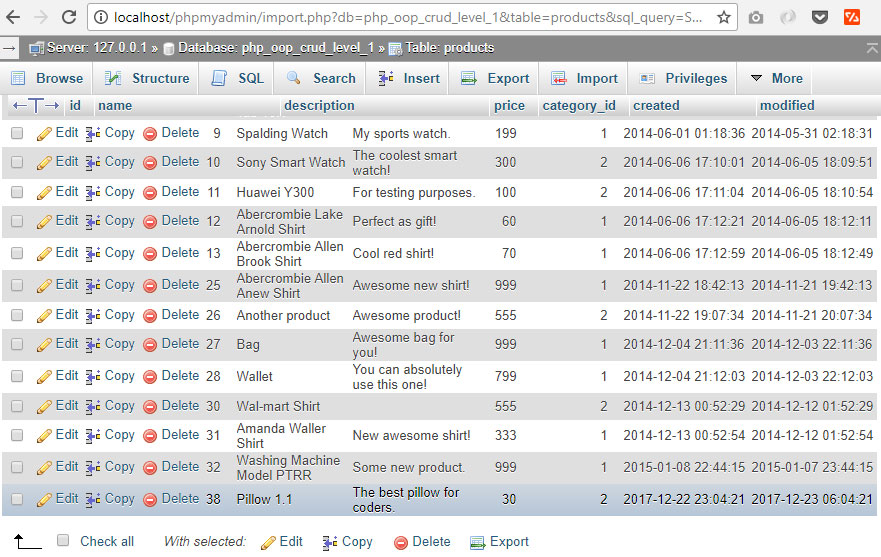 localhost/phpmyadmin/import.php?db=php_oop_crud_level_1&table=products&sql_query=S...
Server: 127.0.0.1 » Database: php_oop_crud_level_1 » Table: products
Browse Structure SQL Search Insert Export Import Privileges More
id name description price category_id created modified
Edit Copy Delete 9 Spalding Watch My sports watch. 199 1 2014-06-01 01:18:36 2014-05-31 02:18:31
Edit Copy Delete 10 Sony Smart Watch The coolest smart 300 2 2014-06-06 17:10:01 2014-06-05 18:09:51
watch!
Edit Copy Delete 11 Huawei Y300 For testing purposes. 100 2 2014-06-06 17:11:04 2014-06-05 18:10:54
Edit Copy Delete 12 Abercrombie Lake Perfect as gift! 60 1 2014-06-06 17:12:21 2014-06-05 18:12:11
Arnold Shirt
Edit Copy Delete 13 Abercrombie Allen Cool red shirt! 70 1 2014-06-06 17:12:59 2014-06-05 18:12:49
Brook Shirt
Edit Copy Delete 25 Abercrombie Allen Awesome new shirt! 999 1 2014-11-22 18:42:13 2014-11-21 19:42:13
Anew Shirt
Edit Copy Delete 26 Another product Awesome product! 555 2 2014-11-22 19:07:34 2014-11-21 20:07:34
Edit Copy Delete 27 Bag Awesome bag for 999 1 2014-12-04 21:11:36 2014-12-03 22:11:36
you!
Edit Copy Delete 28 Wallet You can absolutely 799 1 2014-12-04 21:12:03 2014-12-03 22:12:03
use this one!
Edit Copy Delete 30 Wal-mart Shirt 555 2 2014-12-13 00:52:29 2014-12-12 01:52:29
Edit Copy Delete 31 Amanda Waller New awesome shirt! 333 1 2014-12-13 00:52:54 2014-12-12 01:52:54
Shirt
Edit Copy Delete 32 Washing Machine Some new product. 999 1 2015-01-08 22:44:15 2015-01-07 23:44:15
Model PTRR
Edit Copy Delete 38 Pillow 1.1 The best pillow for 30 2 2017-12-22 23:04:21 2017-12-23 06:04:21
coders.
Check all With selected: Edit Copy Delete Export